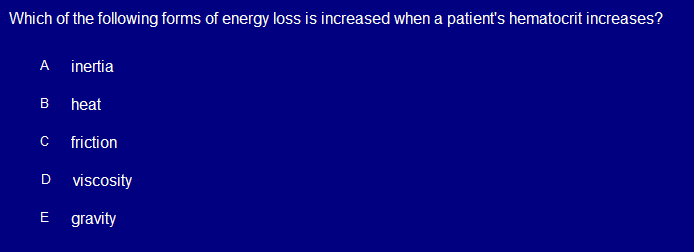 Which of the following forms of energy loss is increased when a patient's hematocrit increases?
A inertia
B heat
C friction
D viscosity
E gravity